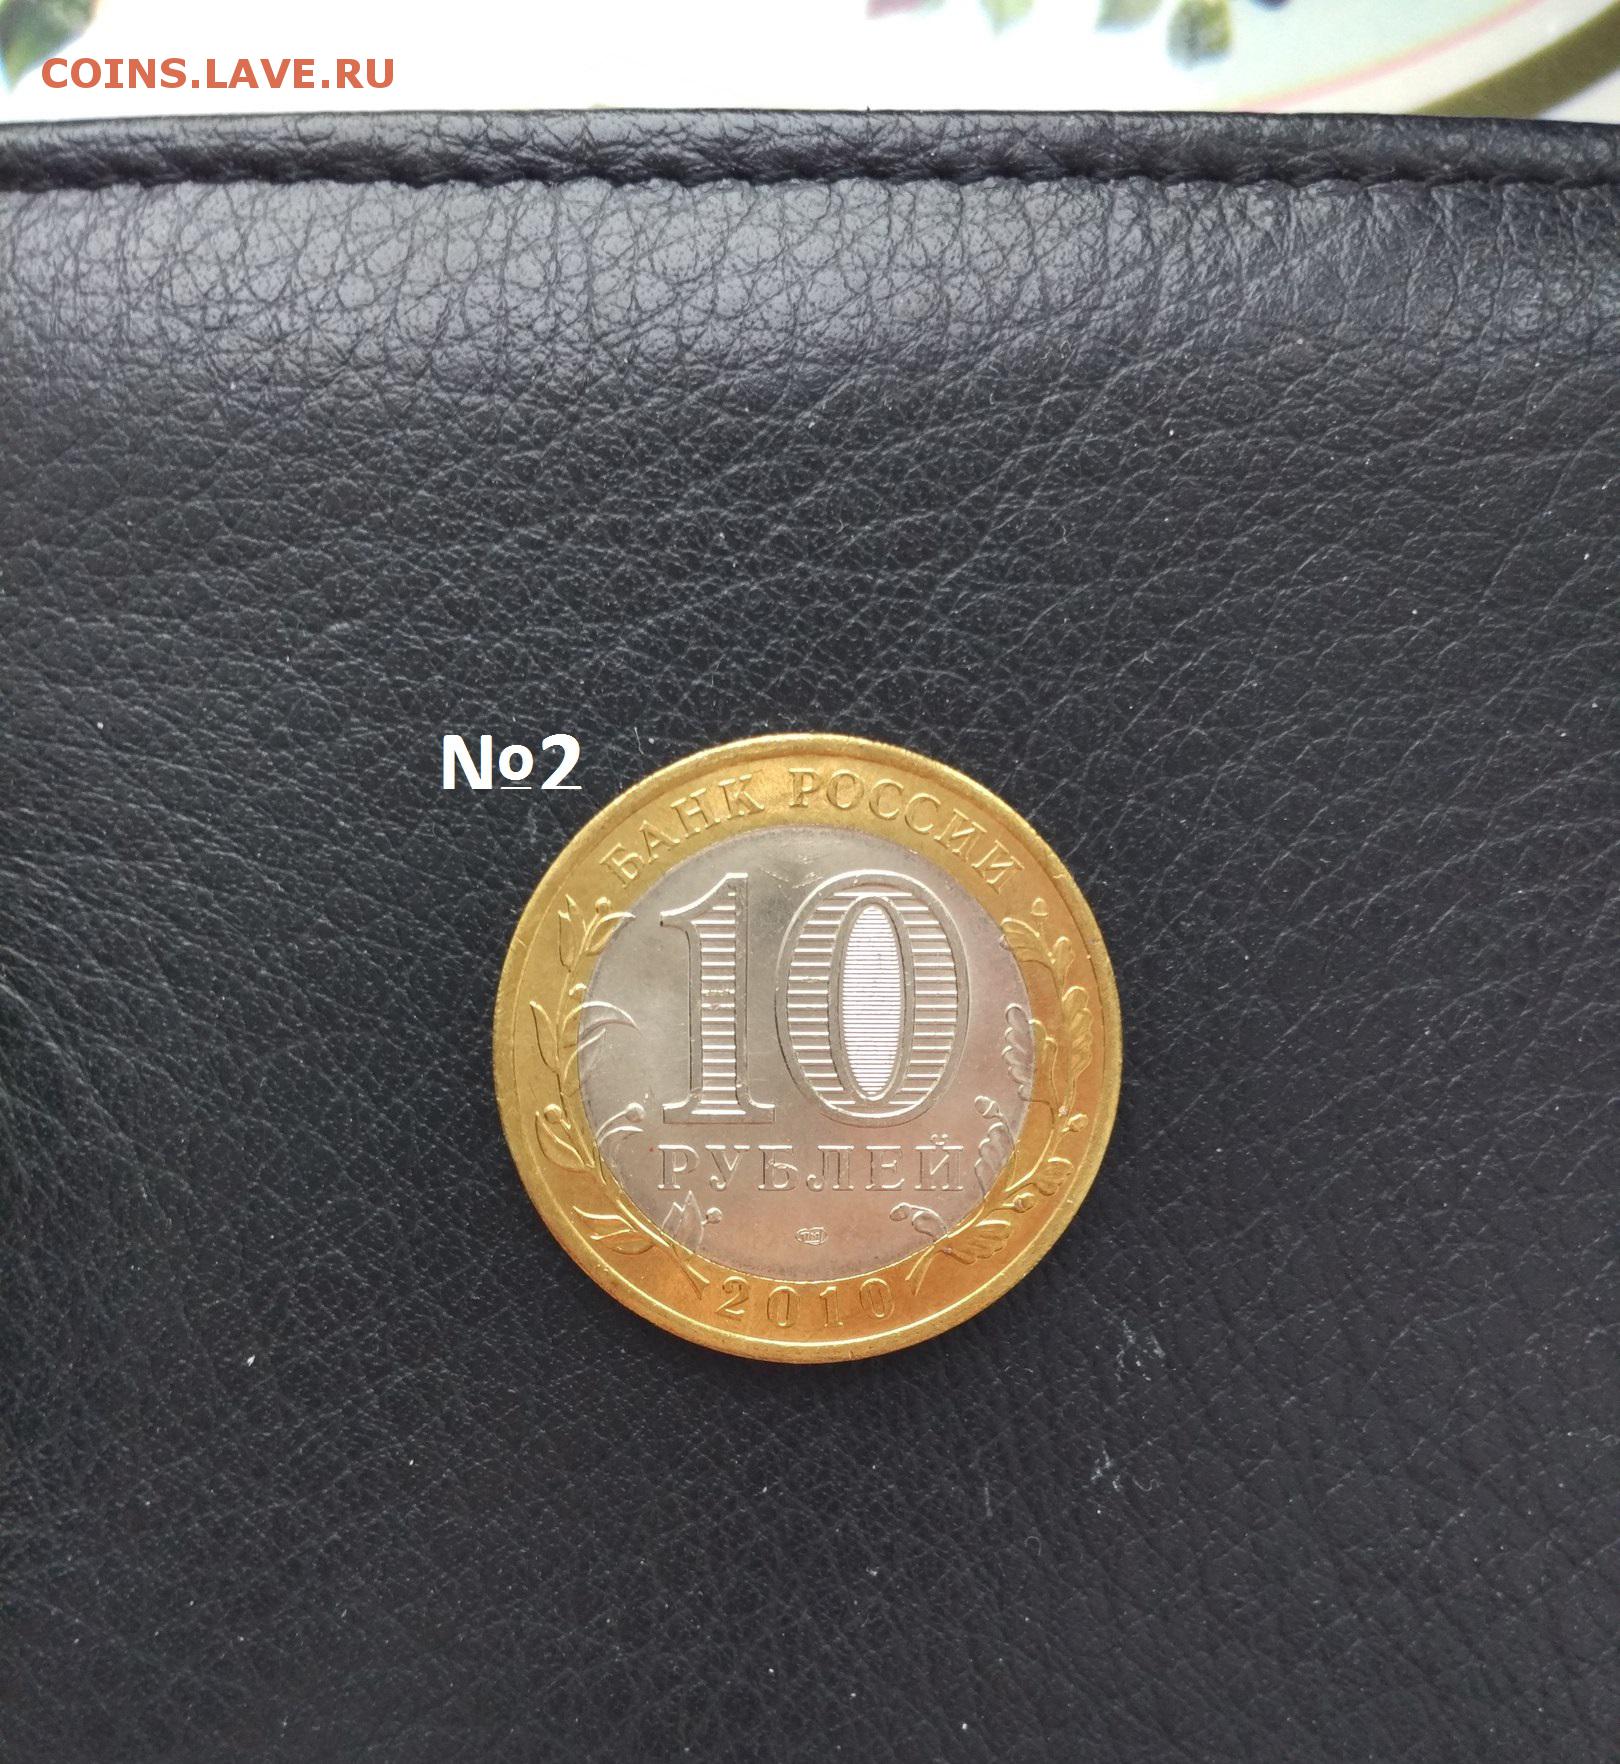 COINS.LAVE.RU
№2
БАНК РОССИИ
10
РУБЛЕЙ
2010